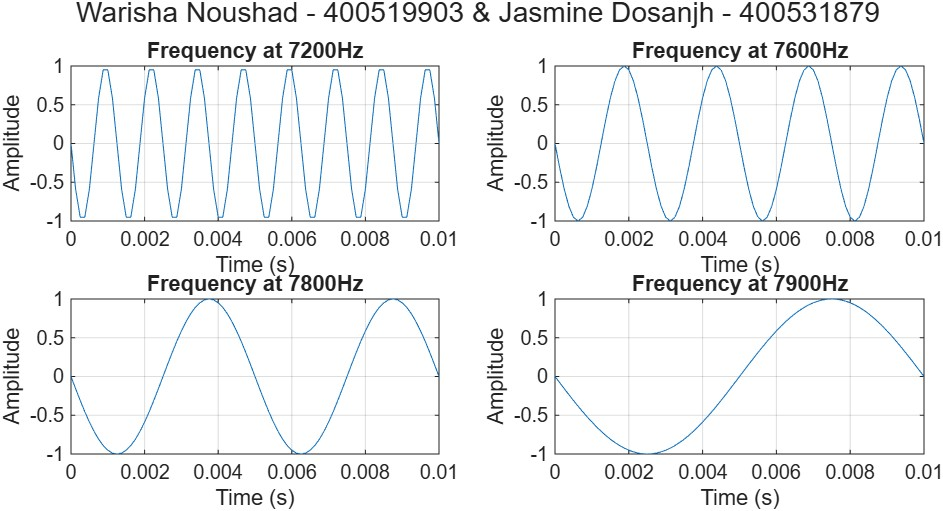 Warisha Noushad - 400519903 & Jasmine Dosanjh - 400531879
Frequency at 7200Hz
1
0.5
0
-0.5
-1
Amplitude
0 0.002 0.004 0.006 0.008 0.01
Time (s)
Frequency at 7600Hz
1
0.5
0
-0.5
-1
Amplitude
0 0.002 0.004 0.006 0.008 0.01
Time (s)
Frequency at 7800Hz
1
0.5
0
-0.5
-1
Amplitude
0 0.002 0.004 0.006 0.008 0.01
Time (s)
Frequency at 7900Hz
1
0.5
0
-0.5
-1
Amplitude
0 0.002 0.004 0.006 0.008 0.01
Time (s)